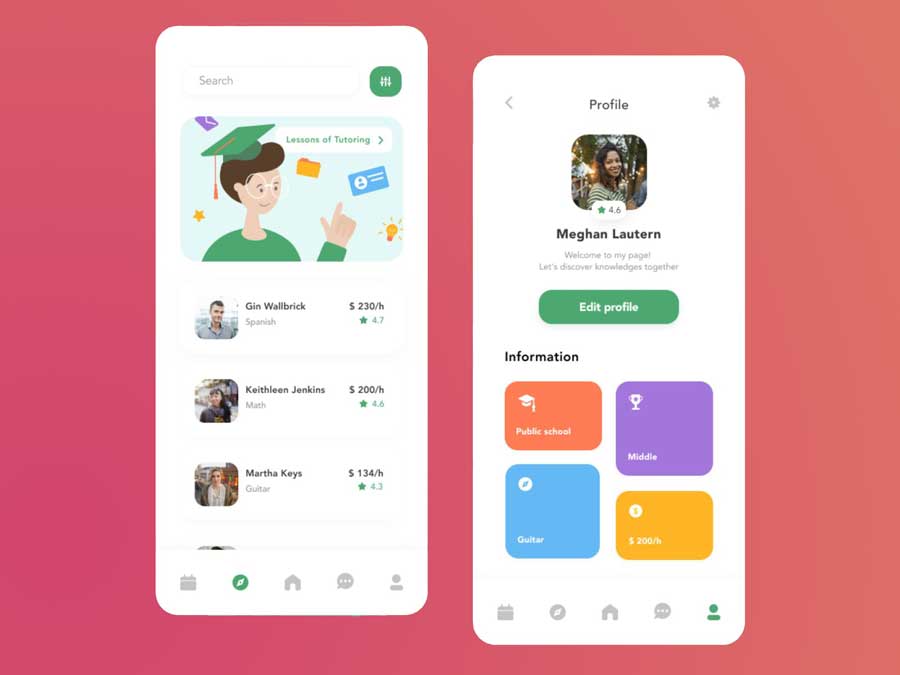 Search
Lessons of Tutoring
Gin Wallbrick
$ 230/h
Spanish
4.7
Keithleen Jenkins
$ 200/h
Math
4.6
Martha Keys
$ 134/h
Guitar
4.3
Profile
4.6
Meghan Lautern
Welcome to my page!
Let's discover knowledges together
Edit profile
Information
Public school
Middle
Guitar
$ 200/h